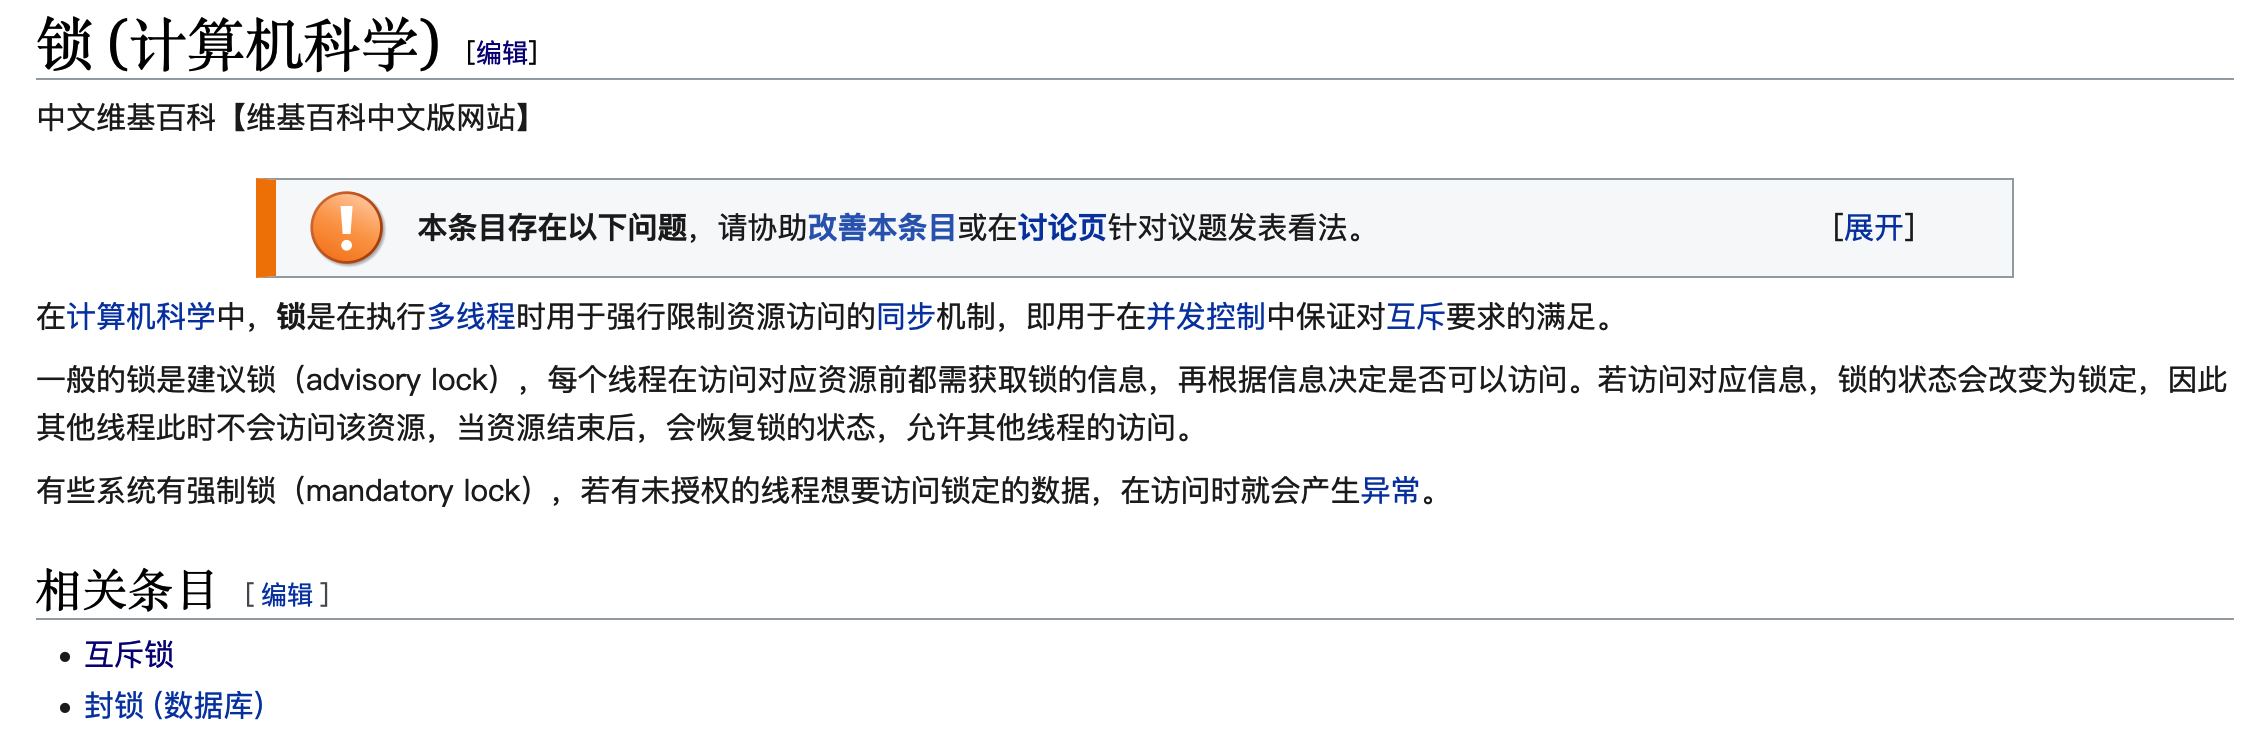 锁 (计算机科学) [编辑]
中文维基百科【维基百科中文版网站】
本条目存在以下问题，请协助改善本条目或在讨论页针对议题发表看法。 [展开]
在计算机科学中，锁是在执行多线程时用于强行限制资源访问的同步机制，即用于在并发控制中保证对互斥要求的满足。
一般的锁是建议锁（advisory lock），每个线程在访问对应资源前都需获取锁的信息，再根据信息决定是否可以访问。若访问对应信息，锁的状态会改变为锁定，因此
其他线程此时不会访问该资源，当资源结束后，会恢复锁的状态，允许其他线程的访问。
有些系统有强制锁（mandatory lock），若有未授权的线程想要访问锁定的数据，在访问时就会产生异常。
相关条目 [ 编辑 ]
• 互斥锁
• 封锁 (数据库)